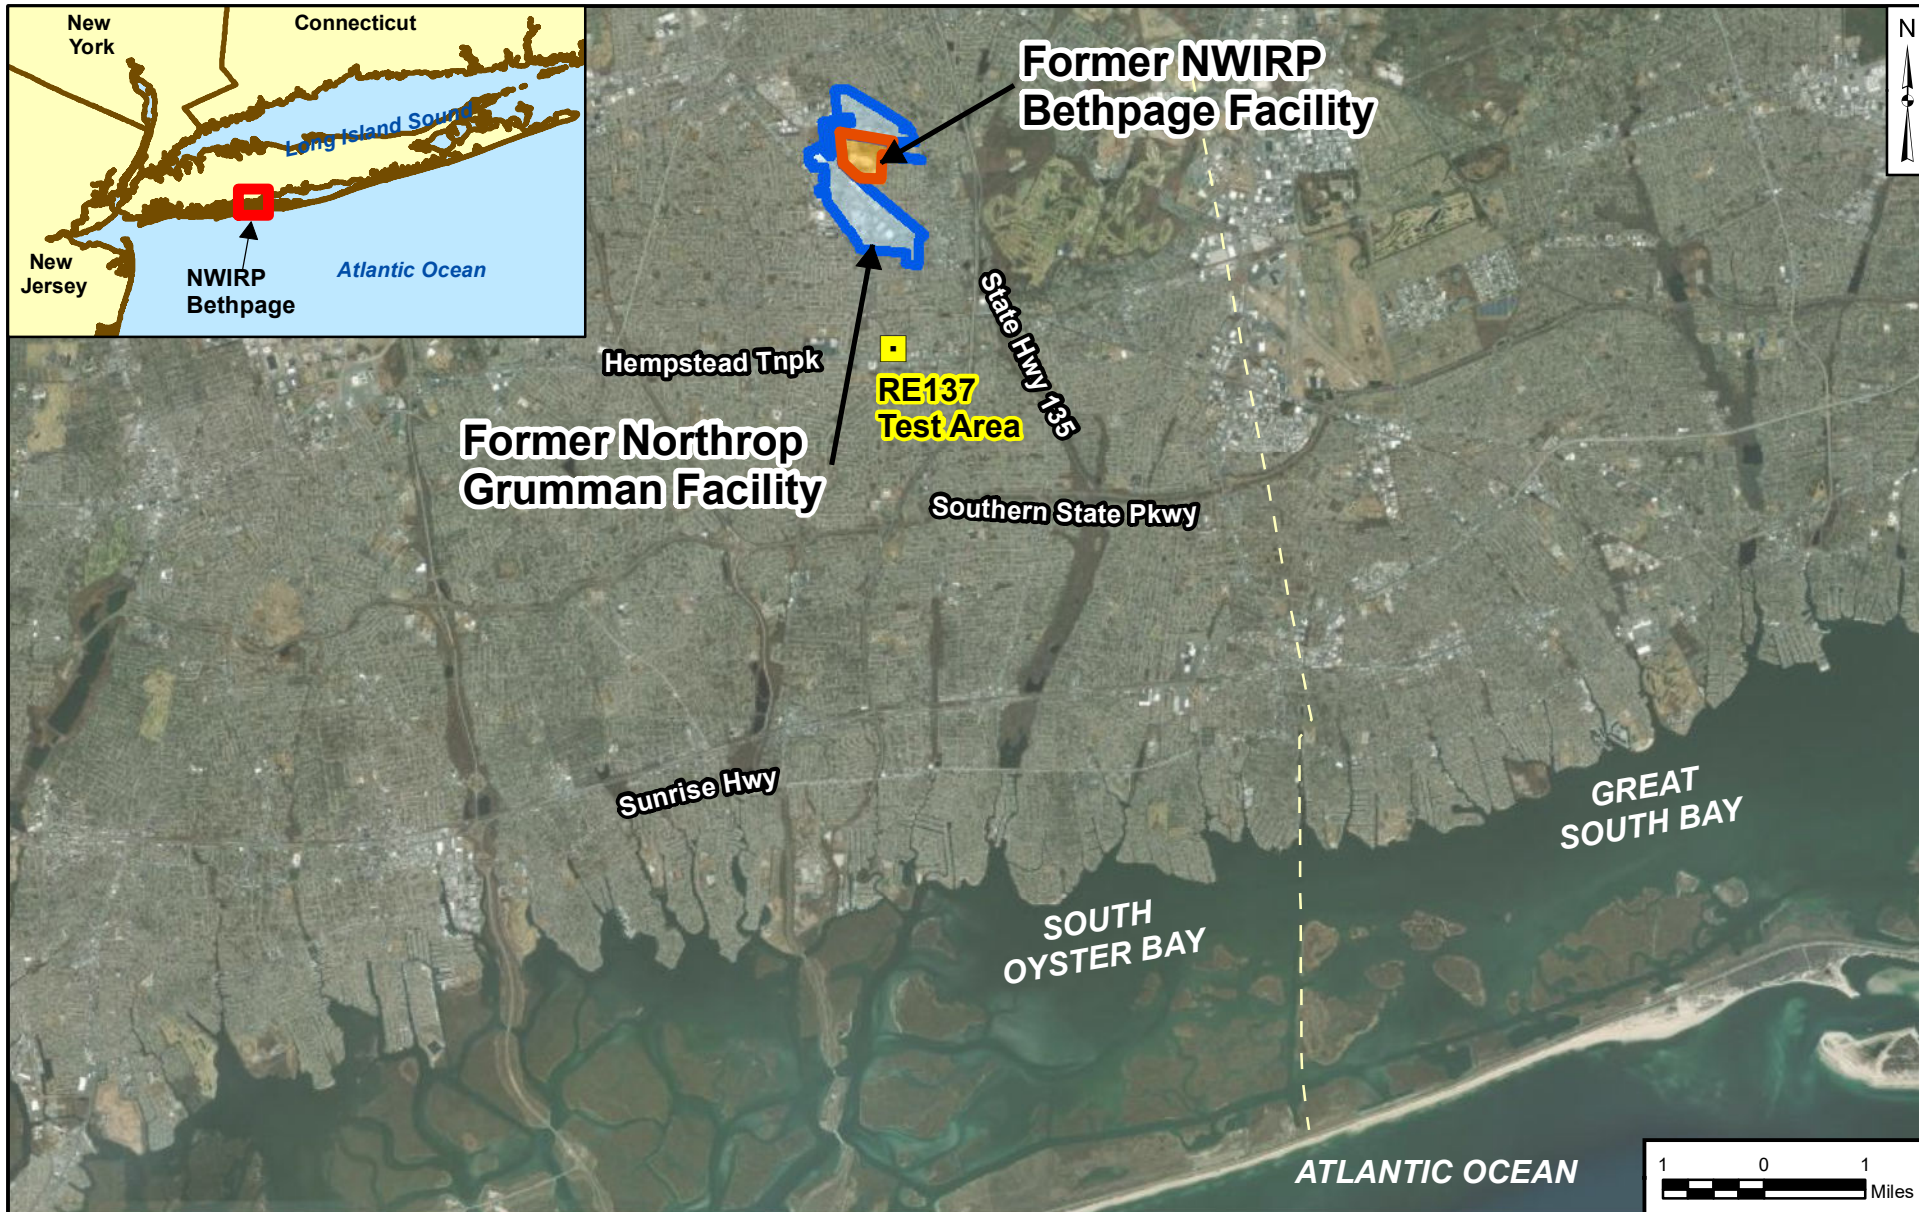 New
York
Connecticut
Long Island Sound
New
Jersey
NWIRP
Bethpage
Atlantic Ocean
Former NWIRP
Bethpage Facility
N
State Hwy 135
Hempstead Tnpk
RE137
Test Area
Former Northrop
Grumman Facility
Southern State Pkwy
Sunrise Hwy
GREAT
SOUTH BAY
SOUTH
OYSTER BAY
ATLANTIC OCEAN
1 0 1
Miles